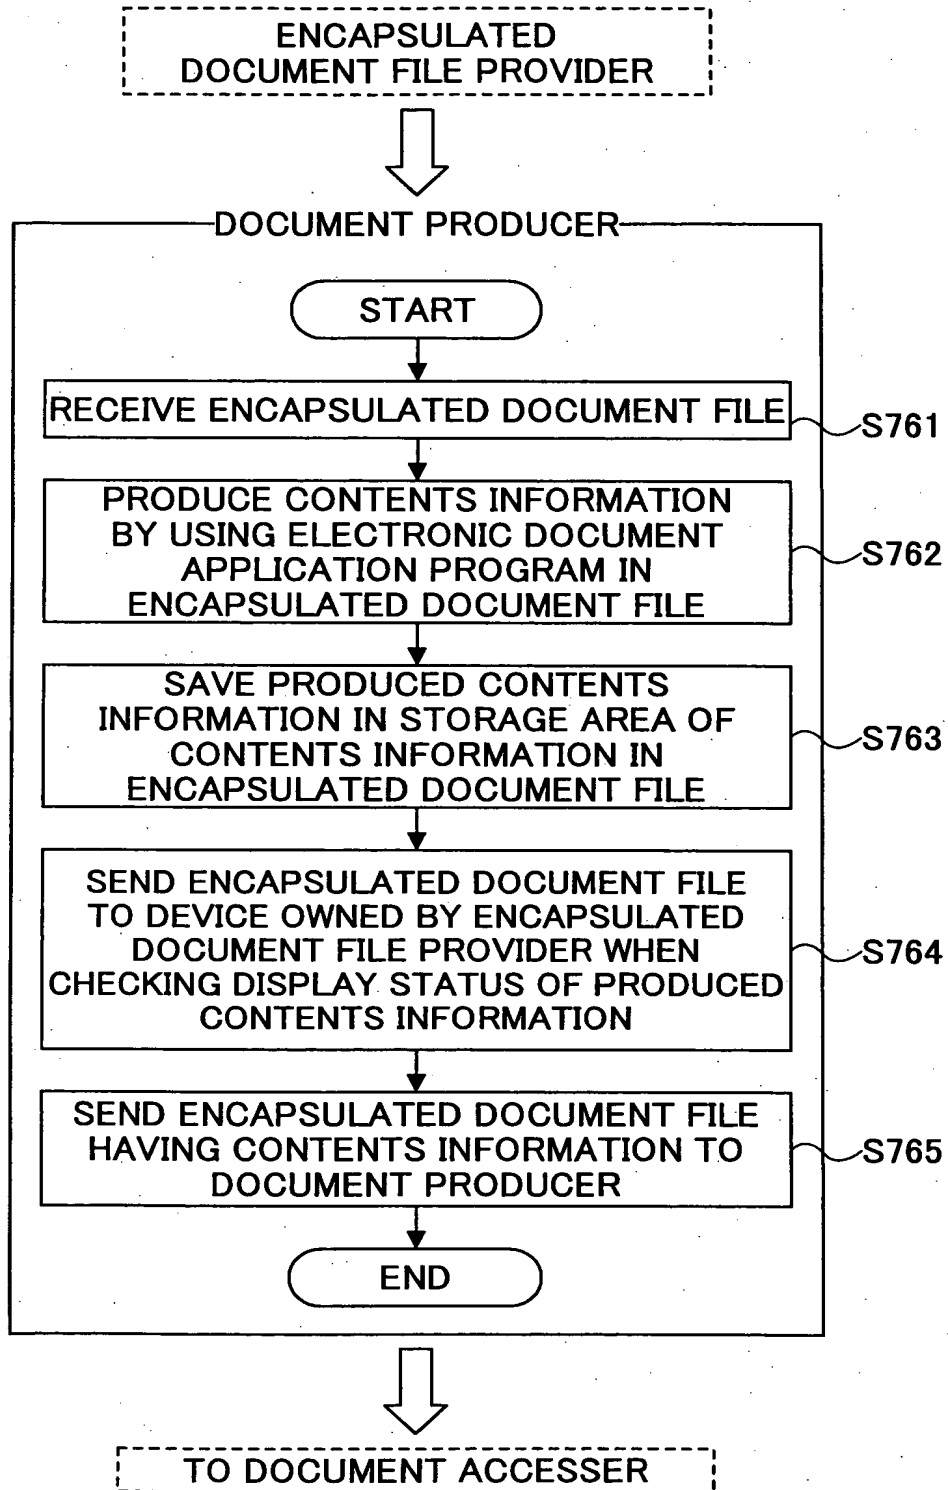 ENCAPSULATED
DOCUMENT FILE PROVIDER
DOCUMENT PRODUCER
START
RECEIVE ENCAPSULATED DOCUMENT FILE
S761
PRODUCE CONTENTS INFORMATION
BY USING ELECTRONIC DOCUMENT
APPLICATION PROGRAM IN
ENCAPSULATED DOCUMENT FILE
S762
SAVE PRODUCED CONTENTS
INFORMATION IN STORAGE AREA OF
CONTENTS INFORMATION IN
ENCAPSULATED DOCUMENT FILE
S763
SEND ENCAPSULATED DOCUMENT FILE
TO DEVICE OWNED BY ENCAPSULATED
DOCUMENT FILE PROVIDER WHEN
CHECKING DISPLAY STATUS OF PRODUCED
CONTENTS INFORMATION
S764
SEND ENCAPSULATED DOCUMENT FILE
HAVING CONTENTS INFORMATION TO
DOCUMENT PRODUCER
S765
END
TO DOCUMENT ACCESSER